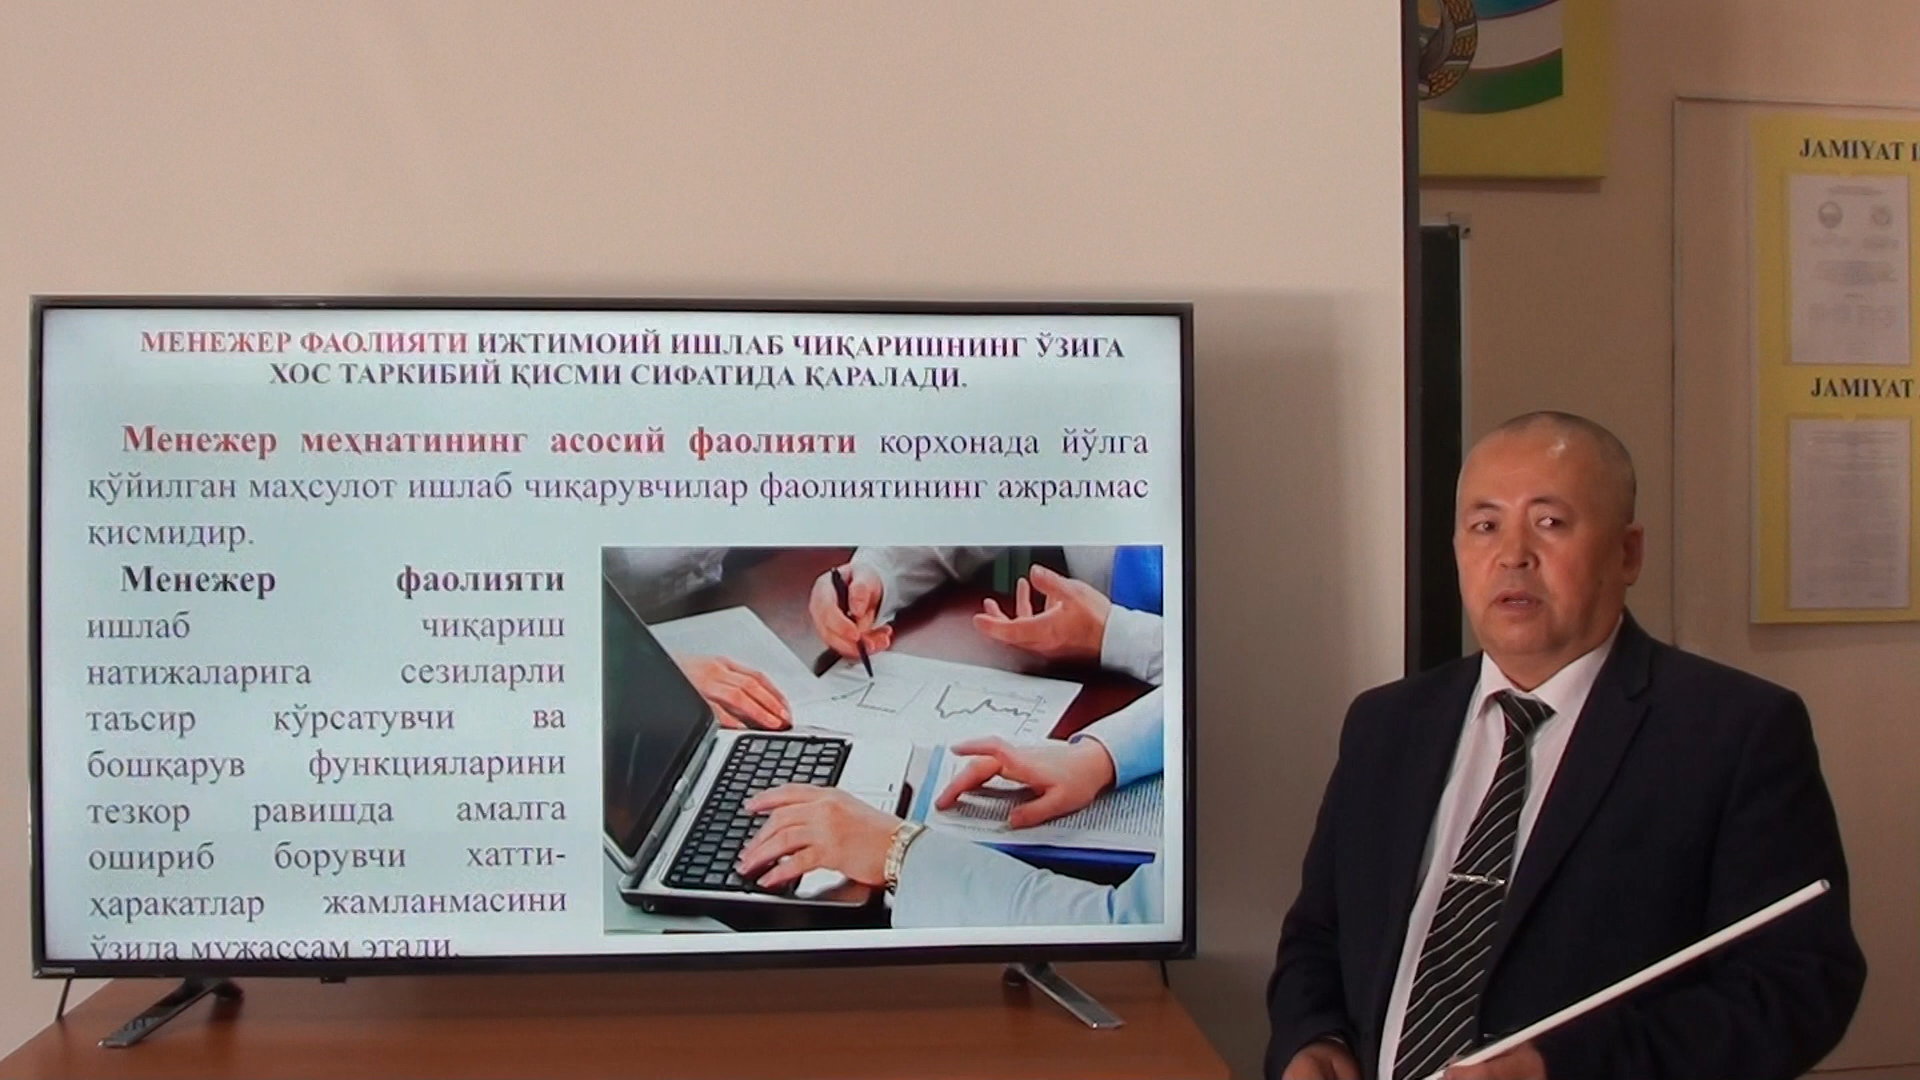 МЕНЕЖЕР ФАОЛИЯТИ ИЖТИМОИЙ ИШЛАБ ЧИҚАРИШНИНГ ЎЗИГА
ХОС ТАРКИБИЙ ҚИСМИ СИФАТИДА ҚАРАЛАДИ.
Менежер меҳнатининг асосий фаолияти корхонада йўлга
қўйилган маҳсулот ишлаб чиқарувчилар фаолиятининг ажралмас
қисмидир.
Менежер фаолияти
ишлаб чиқариш
натижаларига сезиларли
таъсир кўрсатувчи ва
бошқарув функцияларини
тезкор равишда амалга
ошириб борувчи хатти-
ҳаракатлар жамланмасини
ўзида мужассам этади.
JAMIYAT
JAMIYAT